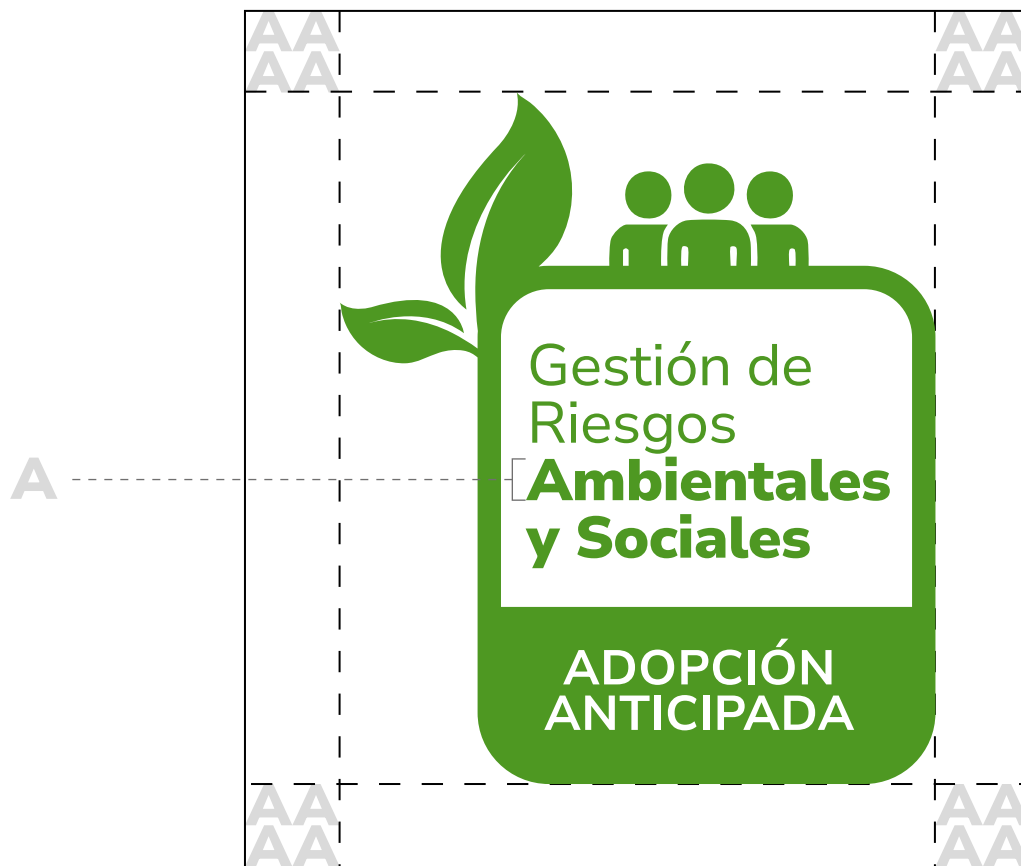 AA AA
AA AA
Gestión de
Riesgos
A Ambientales
y Sociales
ADOPCIÓN
ANTICIPADA
AA AA
AA AA